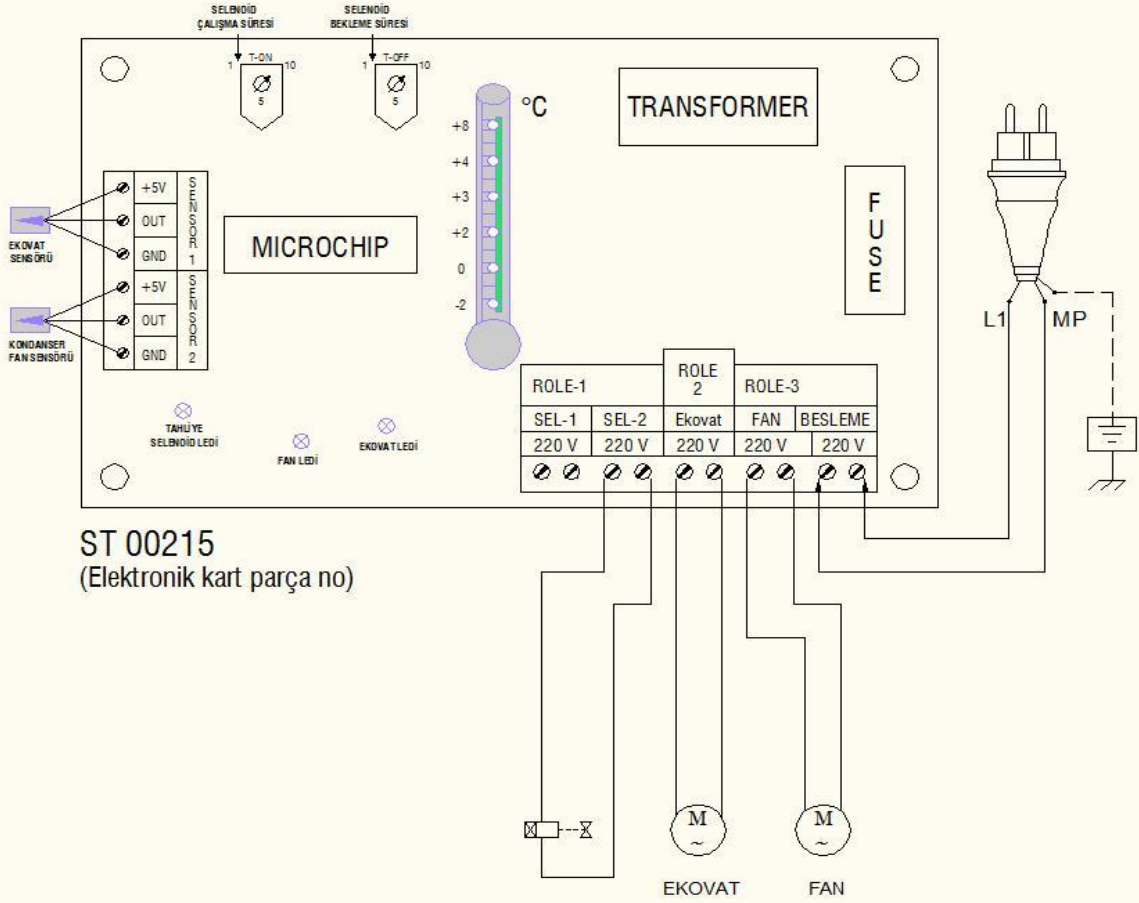 SELENOİD
ÇALIŞMA SÜRESİ
SELENOİD
BEKLEME SÜRESİ
T-ON
1
10
5
T-OFF
1
10
5
°C
+8
+4
+3
+2
0
-2
TRANSFORMER
FUSE
MICROCHIP
+5V
OUT
GND
SENSOR 1
+5V
OUT
GND
SENSOR 2
EKOVAT
SENSÖRÜ
KONDANSER
FAN SENSÖRÜ
L1
MP
TAHLİYE
SELENOİD LEDİ
FAN LEDİ
EKOVAT LEDİ
ROLE-1
ROLE
2
ROLE-3
SEL-1 SEL-2 Ekovat FAN BESLEME
220 V 220 V 220 V 220 V 220 V
ST 00215
(Elektronik kart parça no)
M
~
M
~
EKOVAT
FAN